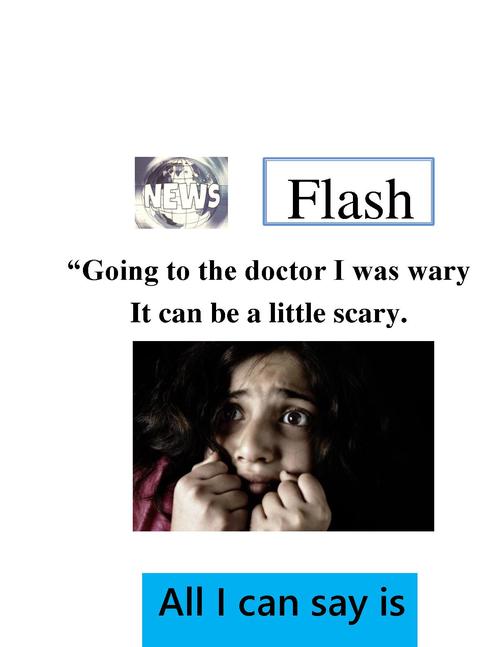 NEWS
Flash
“Going to the doctor I was wary
It can be a little scary.
All I can say is